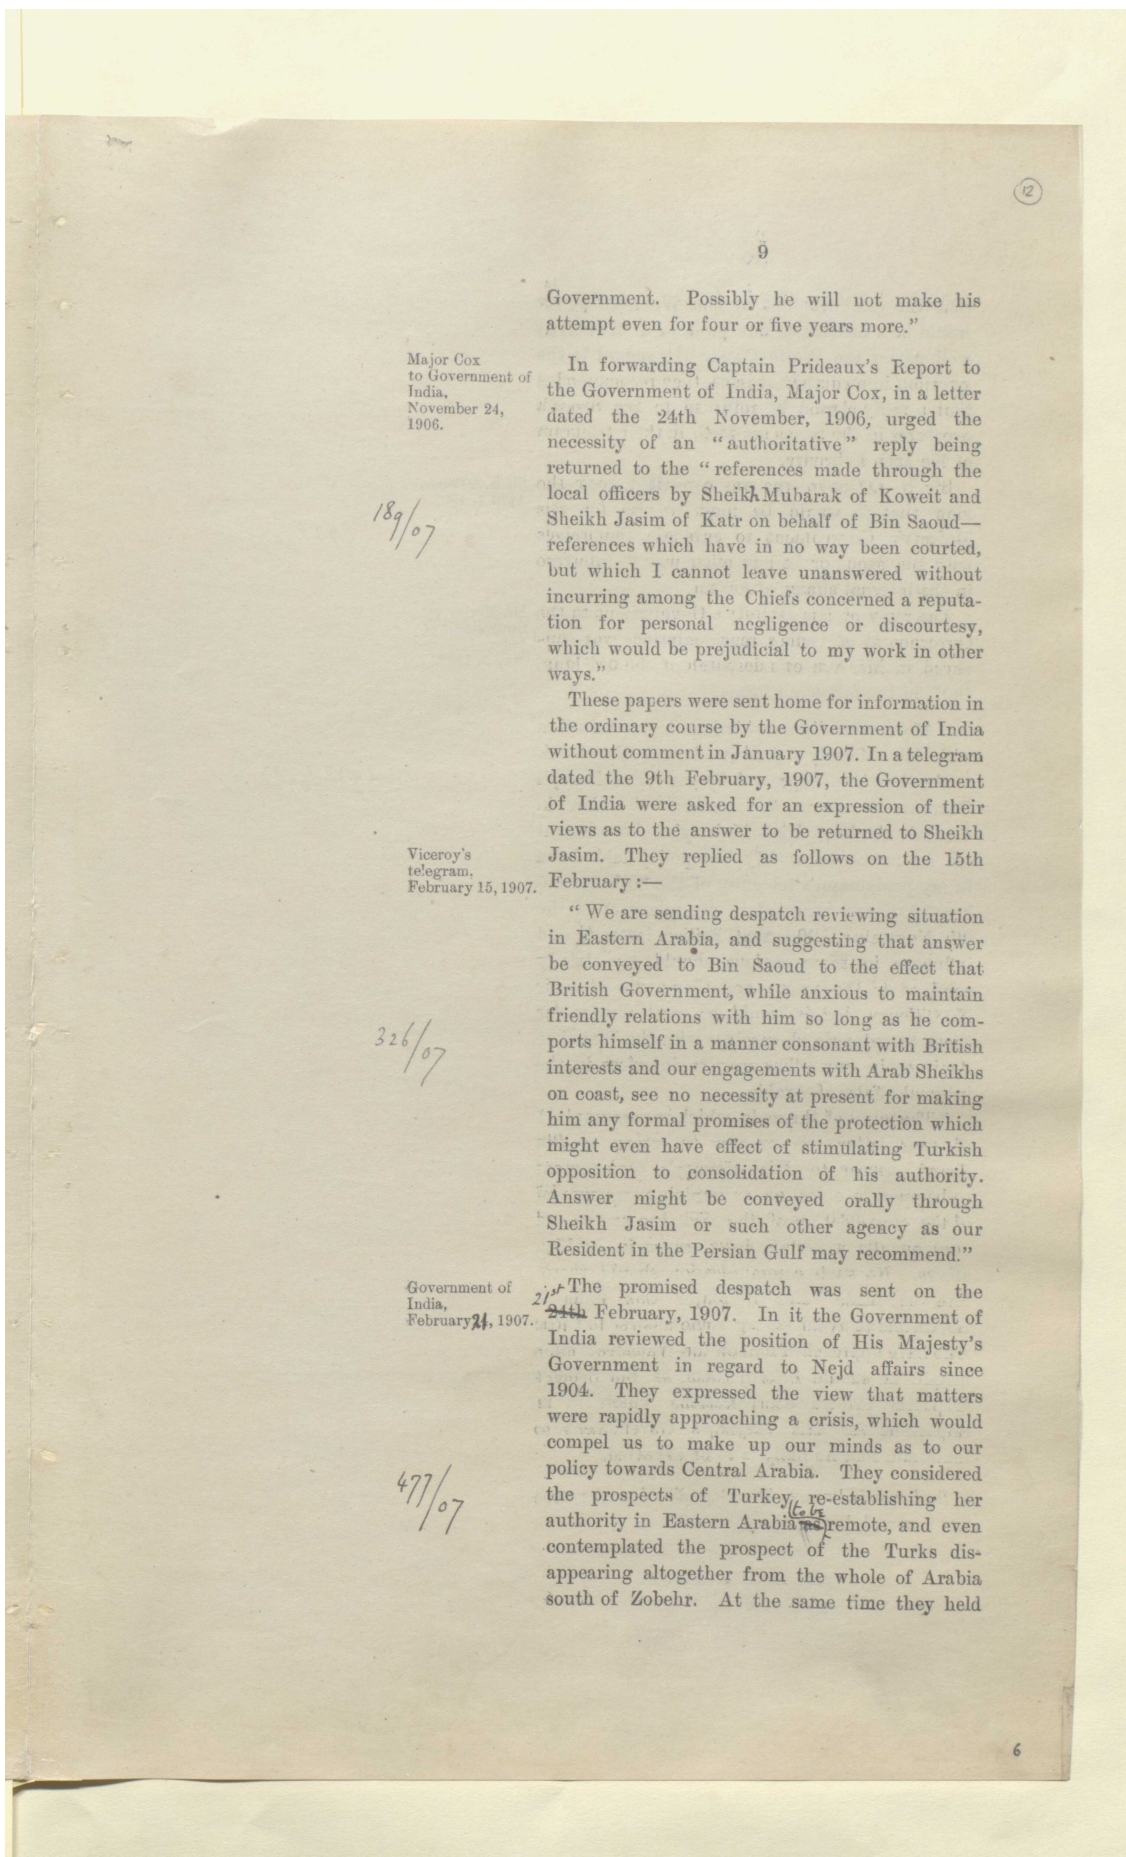 12
9
Government. Possibly he will not make his
attempt even for four or five years more.”
Major Cox
to Government of
India,
November 24,
1906.
In forwarding Captain Prideaux’s Report to
the Government of India, Major Cox, in a letter
dated the 24th November, 1906, urged the
necessity of an “authoritative” reply being
returned to the “references made through the
local officers by Sheikh Mubarak of Koweit and
Sheikh Jasim of Katr on behalf of Bin Saoud—
references which have in no way been courted,
but which I cannot leave unanswered without
incurring among the Chiefs concerned a reputa-
tion for personal negligence or discourtesy,
which would be prejudicial to my work in other
ways.”
189/07
These papers were sent home for information in
the ordinary course by the Government of India
without comment in January 1907. In a telegram
dated the 9th February, 1907, the Government
of India were asked for an expression of their
views as to the answer to be returned to Sheikh
Jasim. They replied as follows on the 15th
February :—
Viceroy’s
telegram,
February 15, 1907.
“We are sending despatch reviewing situation
in Eastern Arabia, and suggesting that answer
be conveyed to Bin Saoud to the effect that
British Government, while anxious to maintain
friendly relations with him so long as he com-
ports himself in a manner consonant with British
interests and our engagements with Arab Sheikhs
on coast, see no necessity at present for making
him any formal promises of the protection which
might even have effect of stimulating Turkish
opposition to consolidation of his authority.
Answer might be conveyed orally through
Sheikh Jasim or such other agency as our
Resident in the Persian Gulf may recommend.”
326/07
Government of
India,
February 21, 1907.
The promised despatch was sent on the
21st
24th February, 1907. In it the Government of
India reviewed the position of His Majesty’s
Government in regard to Nejd affairs since
1904. They expressed the view that matters
were rapidly approaching a crisis, which would
compel us to make up our minds as to our
policy towards Central Arabia. They considered
the prospects of Turkey re-establishing her
to be
authority in Eastern Arabia as remote, and even
contemplated the prospect of the Turks dis-
appearing altogether from the whole of Arabia
south of Zobehr. At the same time they held
477/07
6